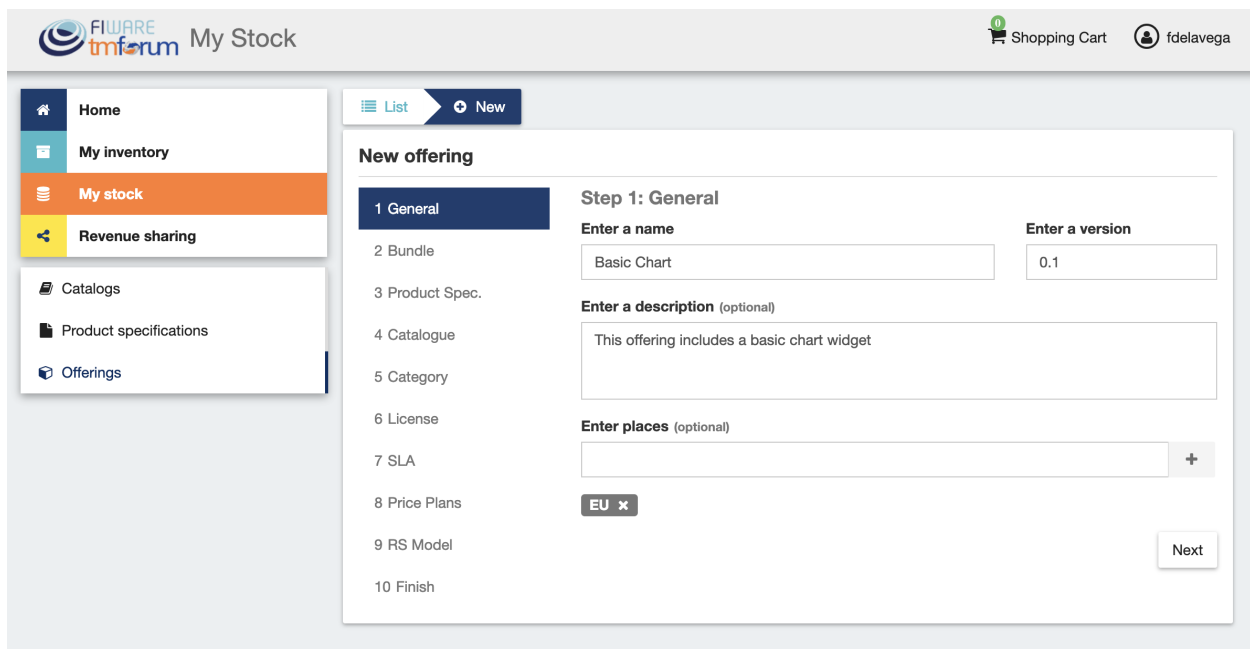 FIWARE
tmforum
My Stock
0
Shopping Cart
fdelavega
Home
My inventory
My stock
Revenue sharing
Catalogs
Product specifications
Offerings
List
New
New offering
1 General
2 Bundle
3 Product Spec.
4 Catalogue
5 Category
6 License
7 SLA
8 Price Plans
9 RS Model
10 Finish
Step 1: General
Enter a name
Enter a version
Basic Chart
0.1
Enter a description (optional)
This offering includes a basic chart widget
Enter places (optional)
EU
Next